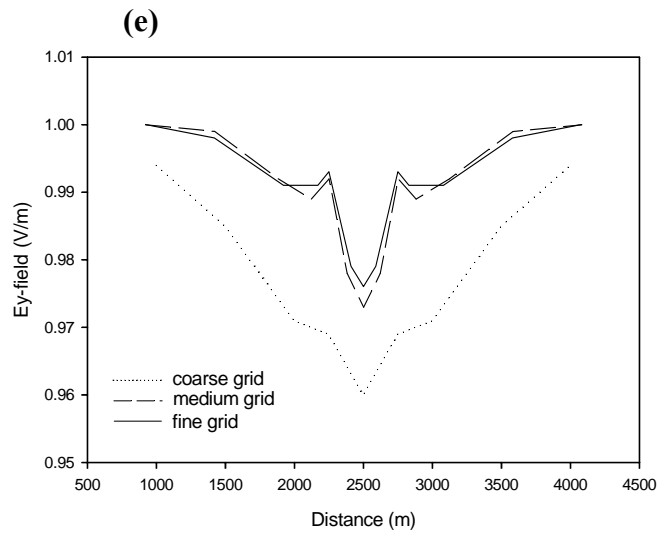 (e)
1.01
1.00
0.99
0.98
0.97
0.96
0.95
Ey-field (V/m)
coarse grid
medium grid
fine grid
500 1000 1500 2000 2500 3000 3500 4000 4500
Distance (m)